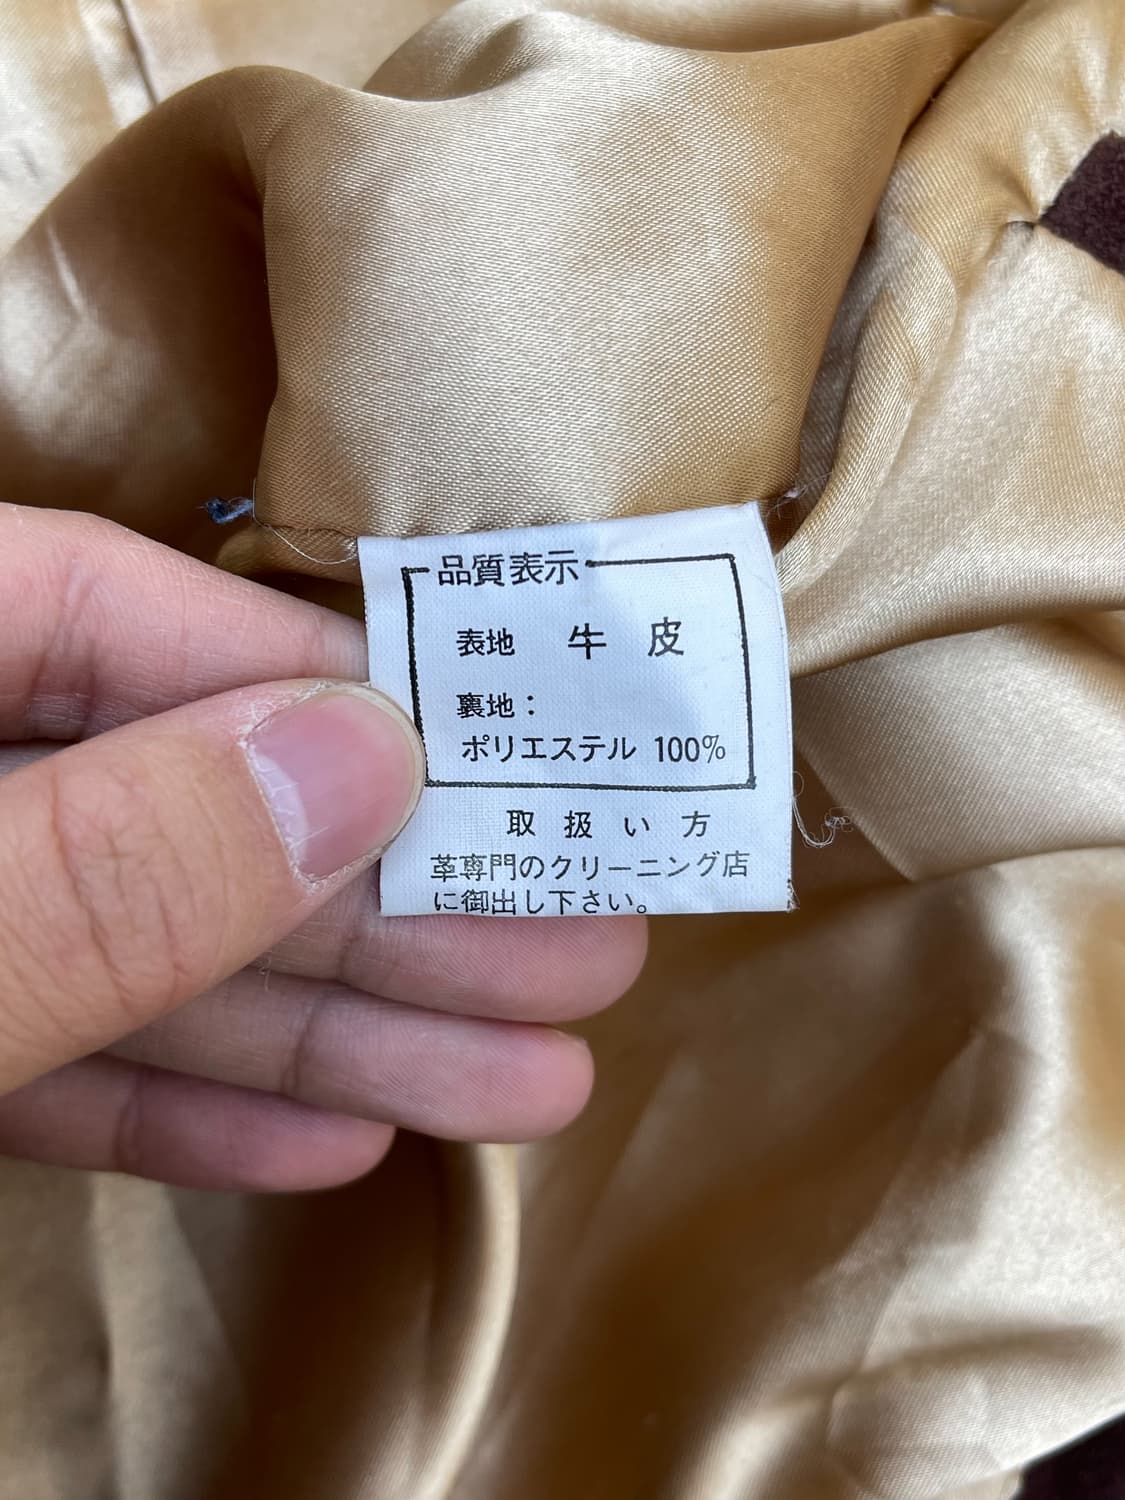 品質表示
表地 牛皮
裏地:
ポリエステル 100%
取扱い方
革専門のクリーニング店
に御出し下さい。